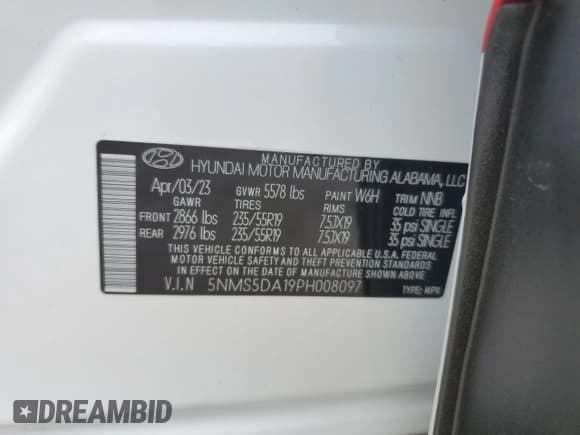 MANUFACTURED BY
HYUNDAI MOTOR MANUFACTURING ALABAMA, LLC
Apr/03/23 GVWR 5578 lbs PAINT W6H TRIM NNB
GAWR TIRES RIMS COLD TIRE INFL.
FRONT 2866 lbs 235/55R19 7.5JX19 35 psi SINGLE
REAR 2976 lbs 235/55R19 7.5JX19 35 psi SINGLE
THIS VEHICLE CONFORMS TO ALL APPLICABLE U.S.A. FEDERAL
MOTOR VEHICLE SAFETY AND THEFT PREVENTION STANDARDS
IN EFFECT ON THE DATE OF MANUFACTURE SHOWN ABOVE.
V.I.N 5NMS5DA19PH008097 TYPE: MPV
DREAMBID